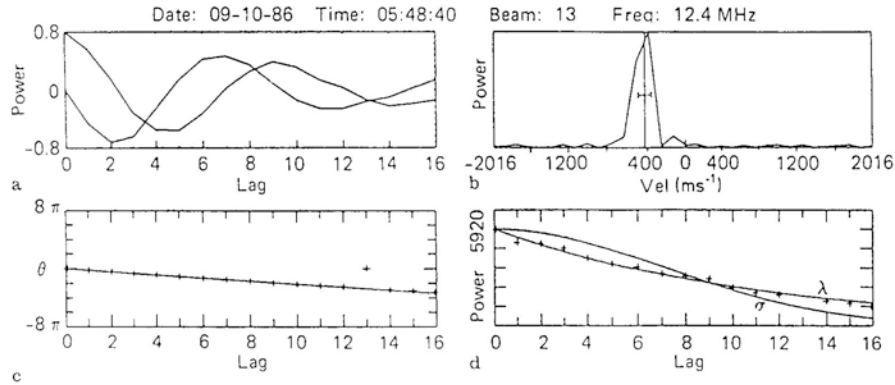 Date: 09-10-86 Time: 05:48:40 Beam: 13 Freq: 12.4 MHz
0.8
0
-0.8
Power
0 2 4 6 8 10 12 14 16
Lag
a
Power
-2016 1200 400 0 400 1200 2016
Vel (ms⁻¹)
b
8 π
θ
-8 π
0 2 4 6 8 10 12 14 16
Lag
c
5920
Power
λ
σ
0 2 4 6 8 10 12 14 16
Lag
d